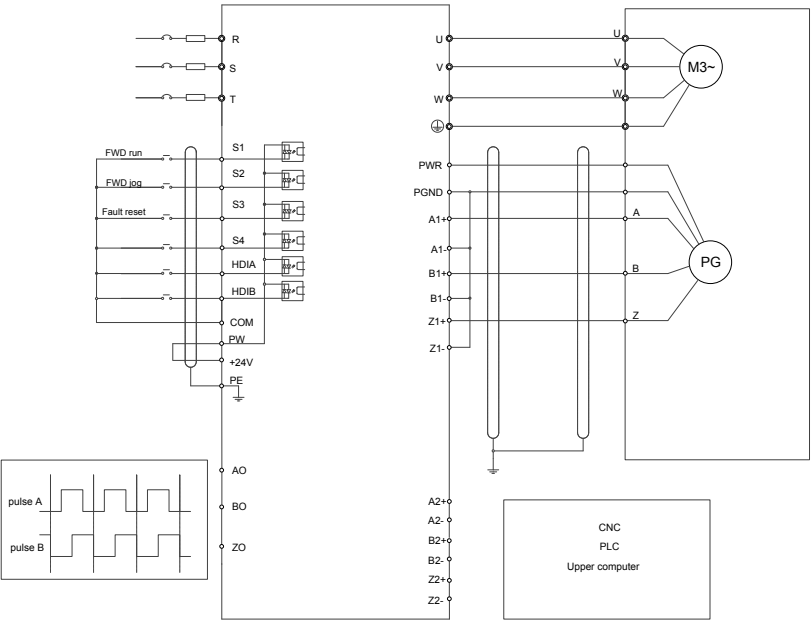 R
S
T
U
V
W
U
V
W
M3~
FWD run
FWD jog
Fault reset
S1
S2
S3
S4
HDIA
HDIB
COM
PW
+24V
PE
PWR
PGND
A1+
A1-
B1+
B1-
Z1+
Z1-
A
B
Z
PG
AO
BO
ZO
pulse A
pulse B
A2+
A2-
B2+
B2-
Z2+
Z2-
CNC
PLC
Upper computer